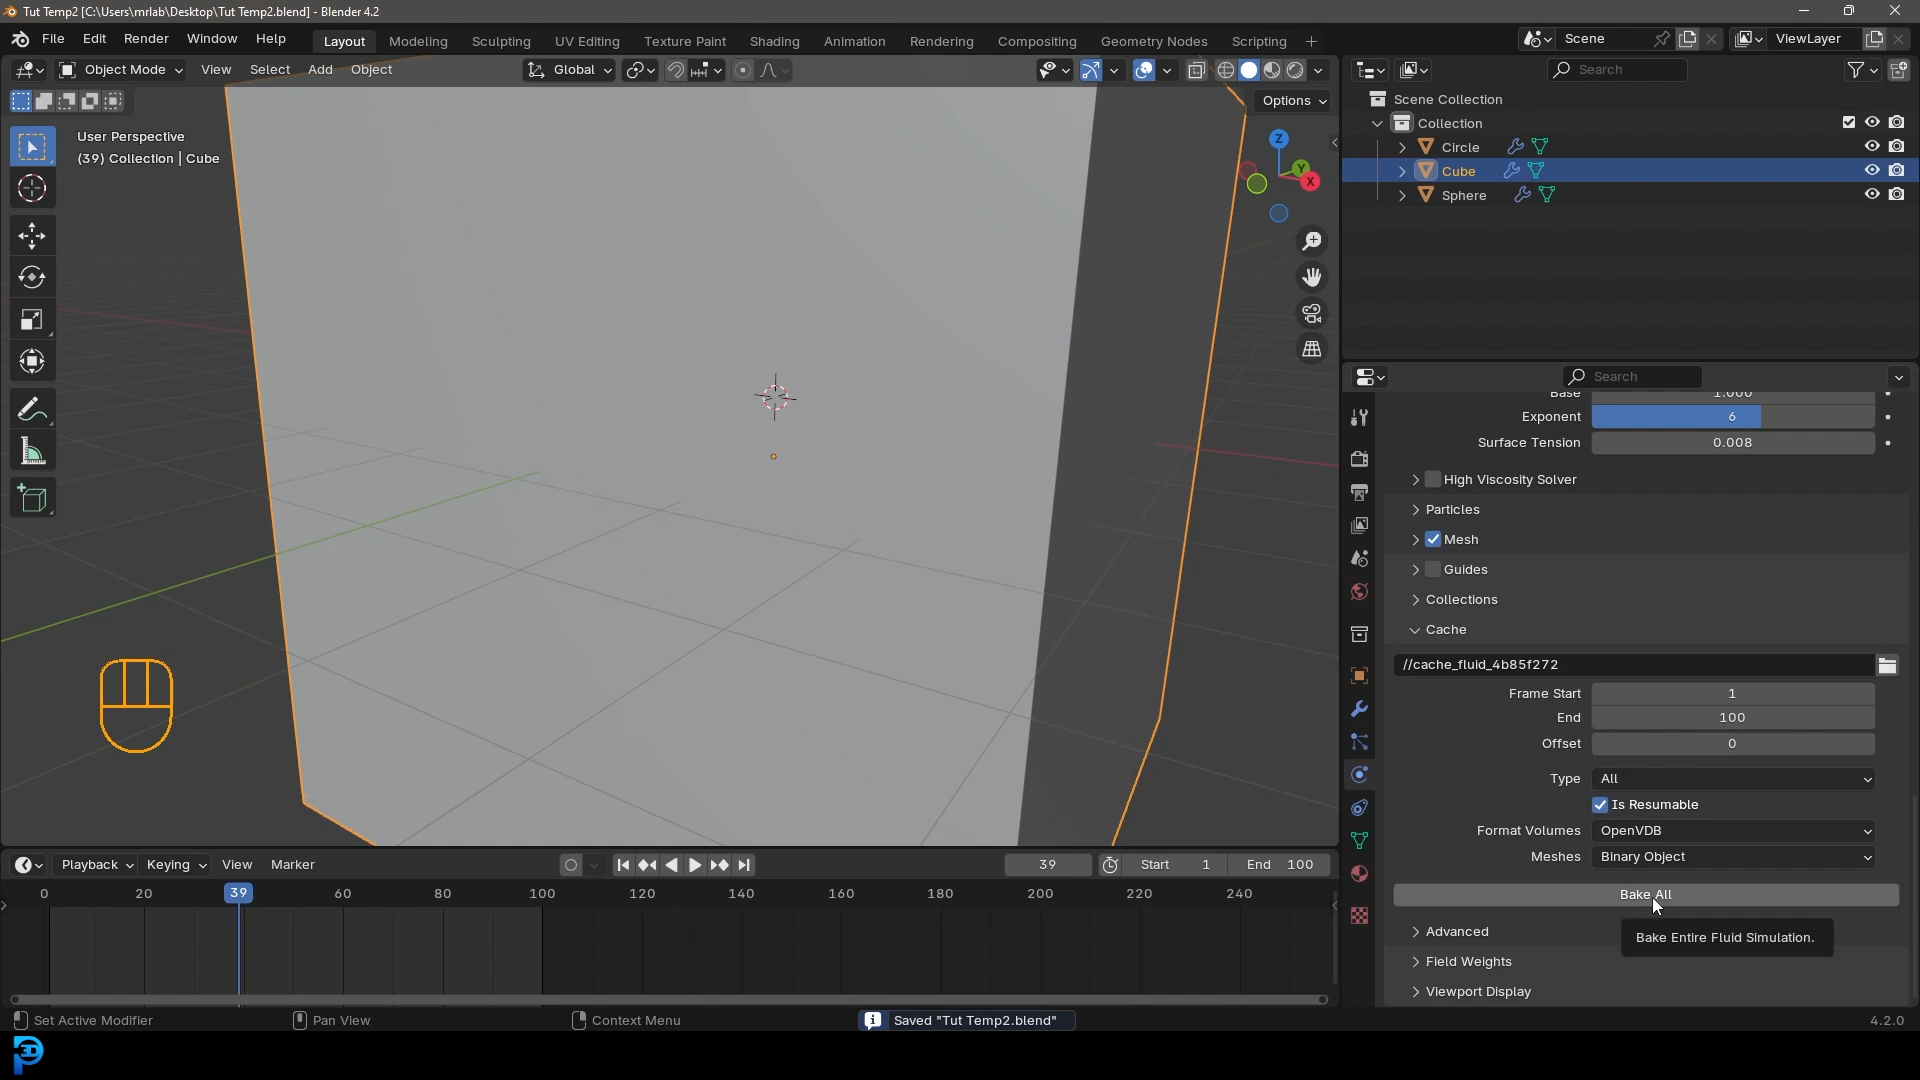 Tut Temp2 [C:\Users\mrlab\Desktop\Tut Temp2.blend] - Blender 4.2
File Edit Render Window Help
Layout Modeling Sculpting UV Editing Texture Paint Shading Animation Rendering Compositing Geometry Nodes Scripting +
Scene ViewLayer
Object Mode View Select Add Object Global
Options
User Perspective
(39) Collection | Cube
Z
Y
X
Search
Scene Collection
Collection
Circle
Cube
Sphere
Search
Base 1.000
Exponent 6
Surface Tension 0.008
High Viscosity Solver
Particles
Mesh
Guides
Collections
Cache
//cache_fluid_4b85f272
Frame Start 1
End 100
Offset 0
Type All
Is Resumable
Format Volumes OpenVDB
Meshes Binary Object
Bake All
Advanced
Bake Entire Fluid Simulation.
Field Weights
Viewport Display
Playback Keying View Marker 39 Start 1 End 100
0 20 39 60 80 100 120 140 160 180 200 220 240
Set Active Modifier Pan View Context Menu Saved "Tut Temp2.blend" 4.2.0
P3D